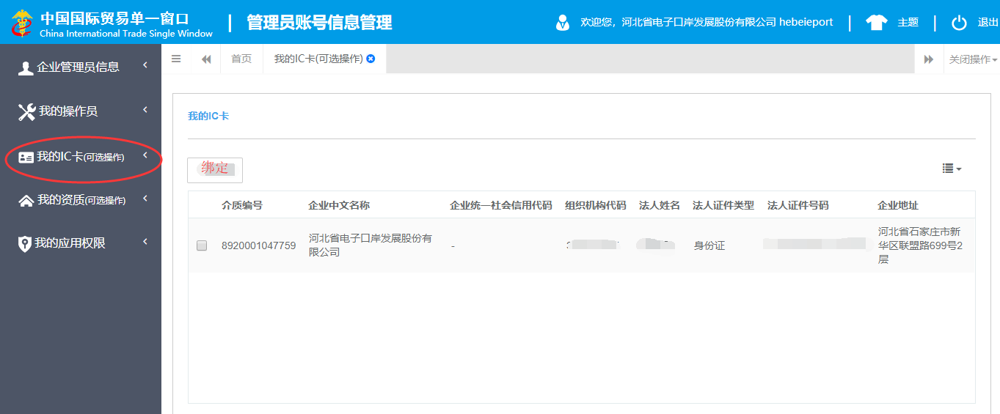 中国国际贸易单一窗口
China International Trade Single Window
管理员账号信息管理
欢迎您，河北省电子口岸发展股份有限公司 hebeieport
主题
退出
企业管理员信息
我的操作员
我的IC卡(可选操作)
我的资质(可选操作)
我的应用权限
首页
我的IC卡(可选操作)
关闭操作
我的IC卡
绑定
介质编号 企业中文名称 企业统一社会信用代码 组织机构代码 法人姓名 法人证件类型 法人证件号码 企业地址
8920001047759
河北省电子口岸发展股份有
限公司
-
身份证
河北省石家庄市新
华区联盟路699号2
层